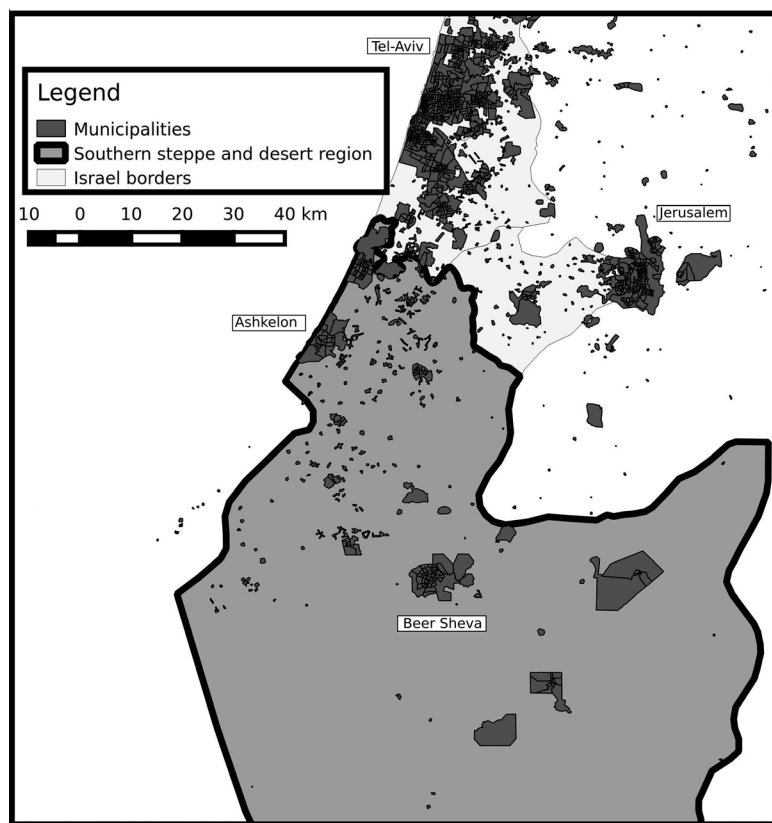 Tel-Aviv
Legend
Municipalities
Southern steppe and desert region
Israel borders
10 0 10 20 30 40 km
Jerusalem
Ashkelon
Beer Sheva